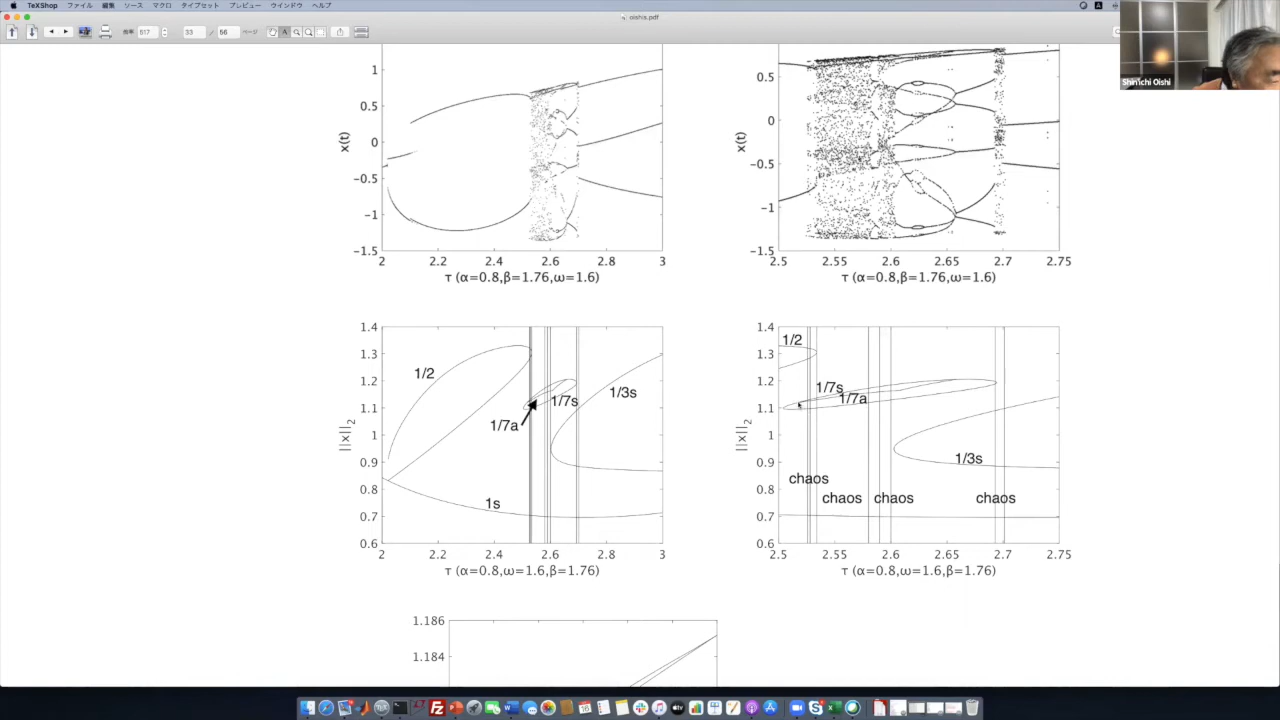 TeXShop ファイル 編集 ソース マクロ タイプセット プレビュー ウインドウ ヘルプ
oishis.pdf
倍率 517 33 / 56 ページ
Shin'ichi Oishi
1
0.5
0
−0.5
−1
−1.5
x(t)
2 2.2 2.4 2.6 2.8 3
τ (α=0.8,β=1.76,ω=1.6)
0.5
0
−0.5
−1
−1.5
x(t)
2.5 2.55 2.6 2.65 2.7 2.75
τ (α=0.8,β=1.76,ω=1.6)
1.4
1.3
1.2
1.1
1
0.9
0.8
0.7
0.6
||x||2
1/2
1/3s
1/7s
1/7a
1s
2 2.2 2.4 2.6 2.8 3
τ (α=0.8,ω=1.6,β=1.76)
1.4
1.3
1.2
1.1
1
0.9
0.8
0.7
0.6
||x||2
1/2
1/7s
1/7a
1/3s
chaos
chaos chaos chaos
2.5 2.55 2.6 2.65 2.7 2.75
τ (α=0.8,ω=1.6,β=1.76)
1.186
1.184